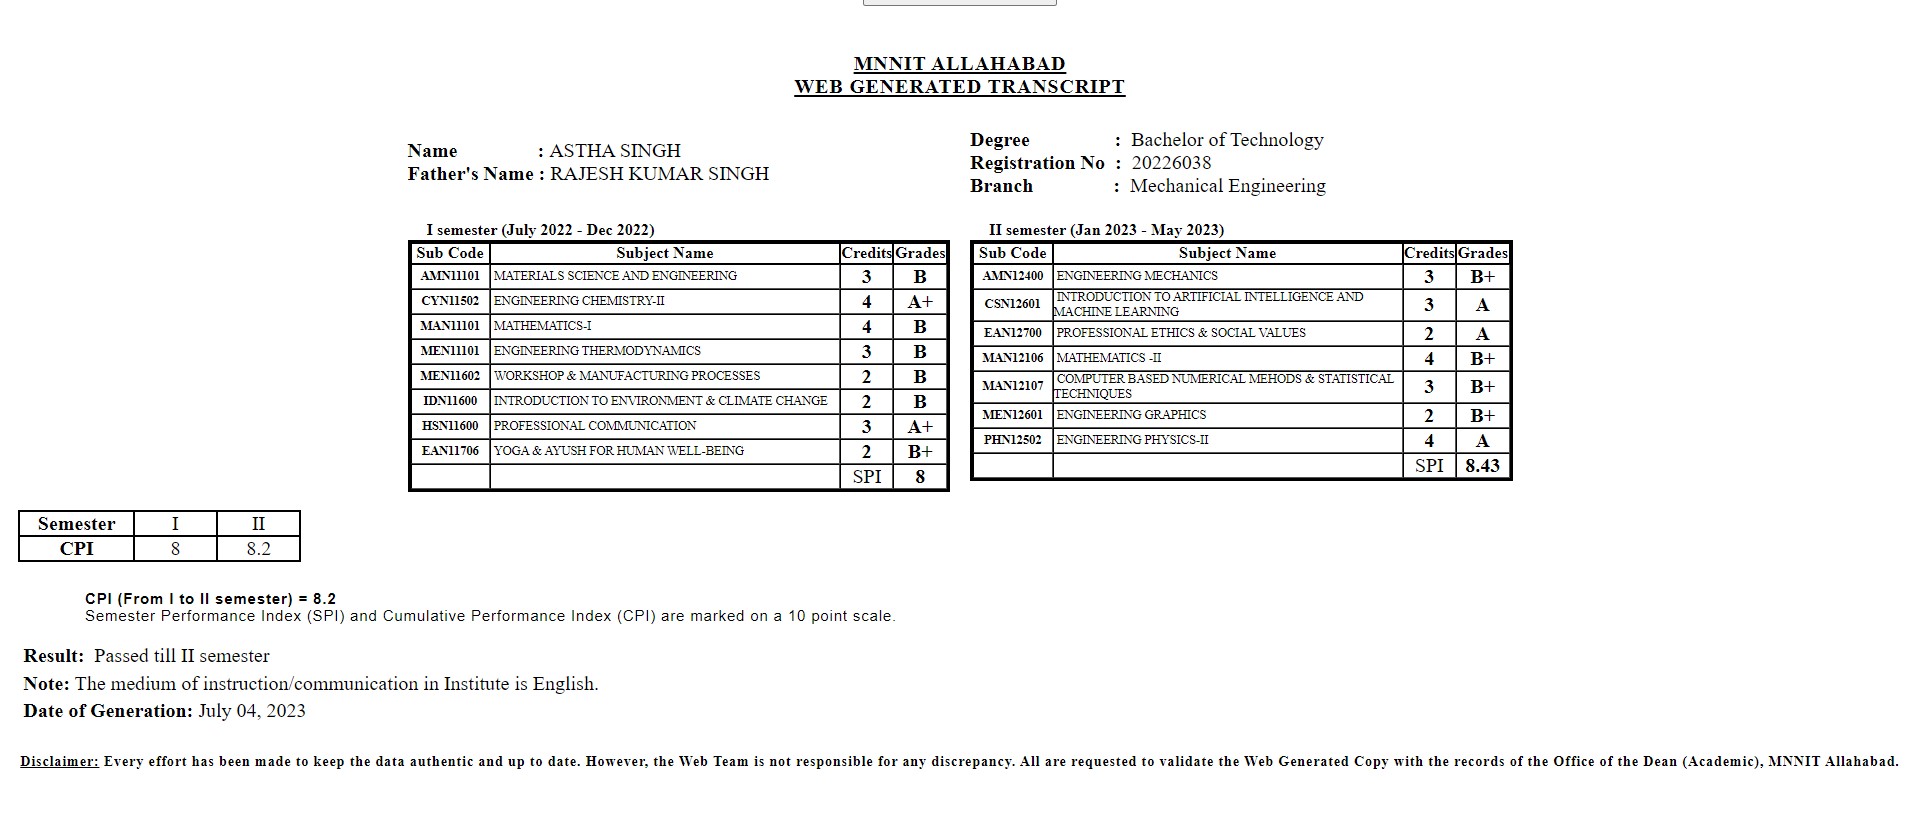 MNNIT ALLAHABAD
WEB GENERATED TRANSCRIPT
Name : ASTHA SINGH
Father's Name : RAJESH KUMAR SINGH
Degree : Bachelor of Technology
Registration No : 20226038
Branch : Mechanical Engineering
I semester (July 2022 - Dec 2022)
Sub Code Subject Name Credits Grades
AMN11101 MATERIALS SCIENCE AND ENGINEERING 3 B
CYN11502 ENGINEERING CHEMISTRY-II 4 A+
MAN11101 MATHEMATICS-I 4 B
MEN11101 ENGINEERING THERMODYNAMICS 3 B
MEN11602 WORKSHOP & MANUFACTURING PROCESSES 2 B
IDN11600 INTRODUCTION TO ENVIRONMENT & CLIMATE CHANGE 2 B
HSN11600 PROFESSIONAL COMMUNICATION 3 A+
EAN11706 YOGA & AYUSH FOR HUMAN WELL-BEING 2 B+
SPI 8
II semester (Jan 2023 - May 2023)
Sub Code Subject Name Credits Grades
AMN12400 ENGINEERING MECHANICS 3 B+
CSN12601 INTRODUCTION TO ARTIFICIAL INTELLIGENCE AND
MACHINE LEARNING 3 A
EAN12700 PROFESSIONAL ETHICS & SOCIAL VALUES 2 A
MAN12106 MATHEMATICS -II 4 B+
MAN12107 COMPUTER BASED NUMERICAL MEHODS & STATISTICAL
TECHNIQUES 3 B+
MEN12601 ENGINEERING GRAPHICS 2 B+
PHN12502 ENGINEERING PHYSICS-II 4 A
SPI 8.43
Semester I II
CPI 8 8.2
CPI (From I to II semester) = 8.2
Semester Performance Index (SPI) and Cumulative Performance Index (CPI) are marked on a 10 point scale.
Result: Passed till II semester
Note: The medium of instruction/communication in Institute is English.
Date of Generation: July 04, 2023
Disclaimer: Every effort has been made to keep the data authentic and up to date. However, the Web Team is not responsible for any discrepancy. All are requested to validate the Web Generated Copy with the records of the Office of the Dean (Academic), MNNIT Allahabad.